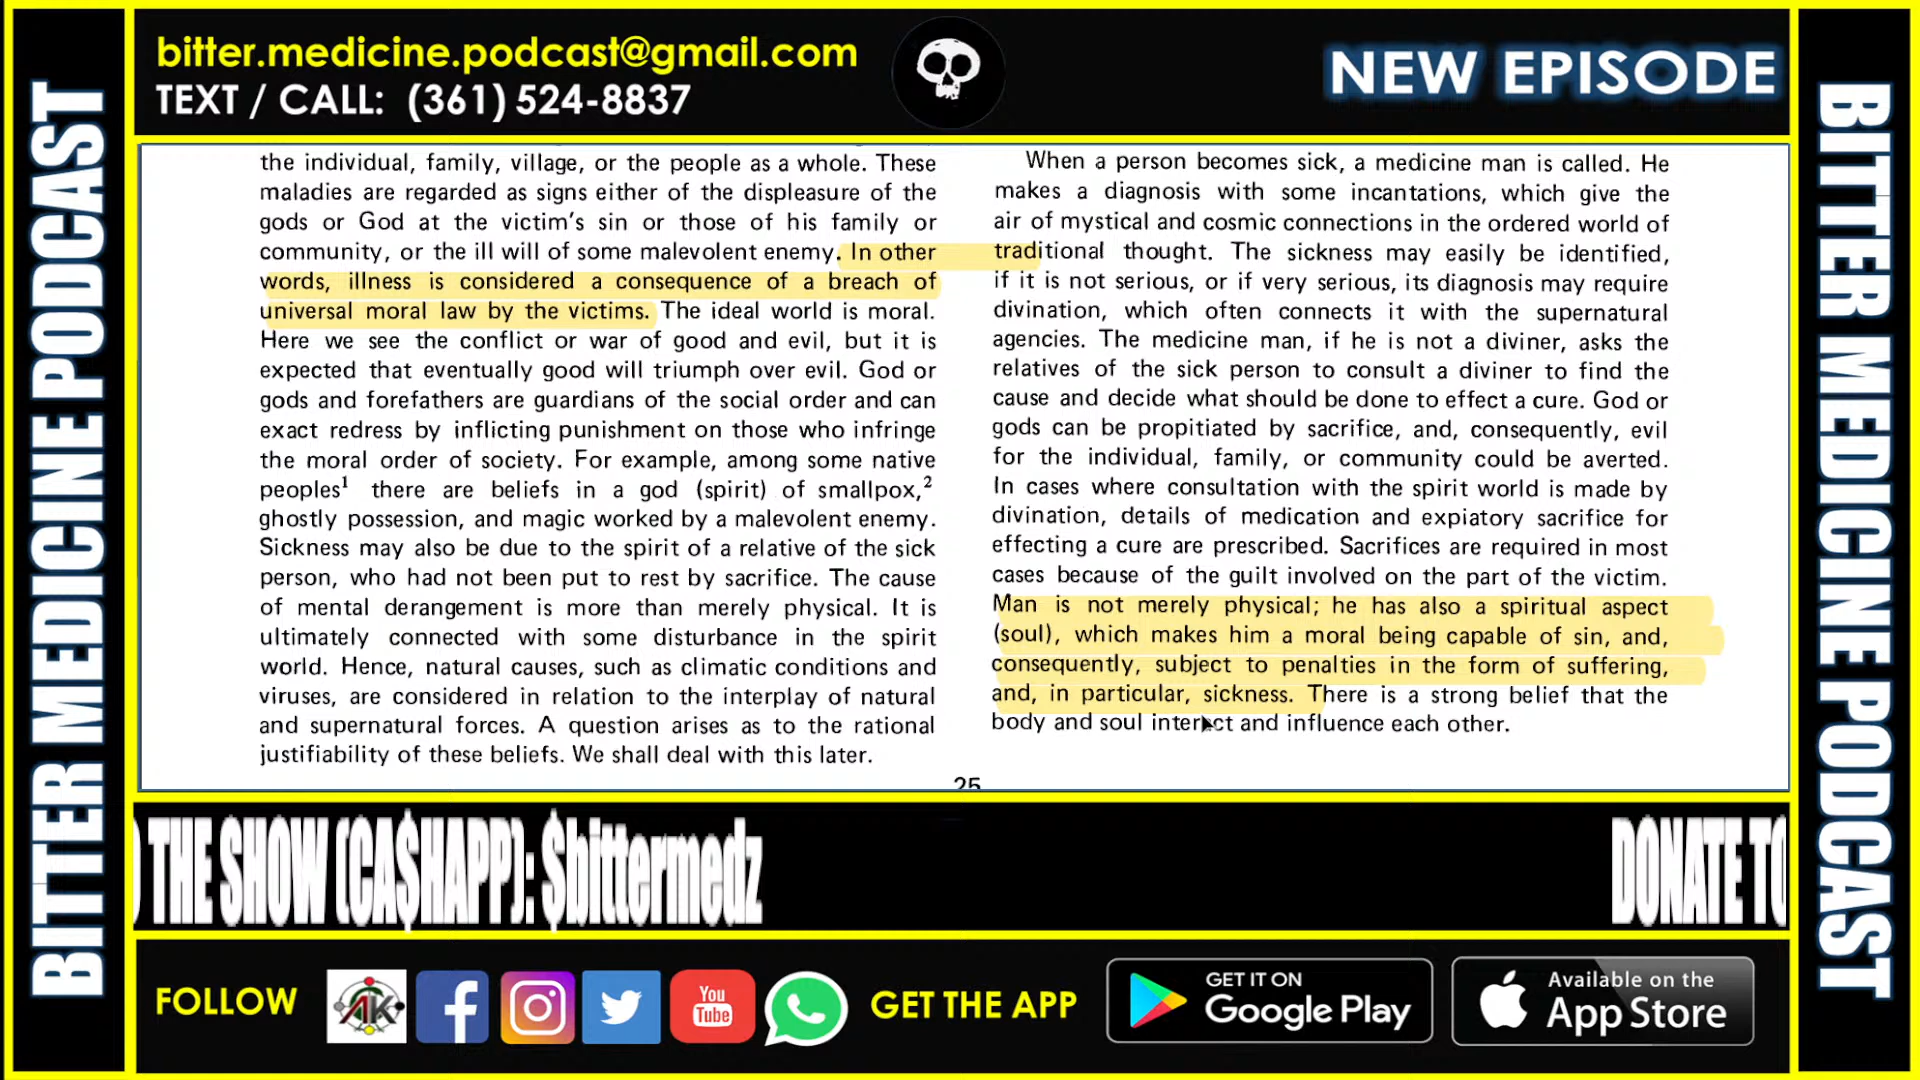 bitter.medicine.podcast@gmail.com
TEXT / CALL: (361) 524-8837
NEW EPISODE
BITTER MEDICINE PODCAST
the individual, family, village, or the people as a whole. These
maladies are regarded as signs either of the displeasure of the
gods or God at the victim's sin or those of his family or
community, or the ill will of some malevolent enemy. In other
words, illness is considered a consequence of a breach of
universal moral law by the victims. The ideal world is moral.
Here we see the conflict or war of good and evil, but it is
expected that eventually good will triumph over evil. God or
gods and forefathers are guardians of the social order and can
exact redress by inflicting punishment on those who infringe
the moral order of society. For example, among some native
peoples¹ there are beliefs in a god (spirit) of smallpox,²
ghostly possession, and magic worked by a malevolent enemy.
Sickness may also be due to the spirit of a relative of the sick
person, who had not been put to rest by sacrifice. The cause
of mental derangement is more than merely physical. It is
ultimately connected with some disturbance in the spirit
world. Hence, natural causes, such as climatic conditions and
viruses, are considered in relation to the interplay of natural
and supernatural forces. A question arises as to the rational
justifiability of these beliefs. We shall deal with this later.
When a person becomes sick, a medicine man is called. He
makes a diagnosis with some incantations, which give the
air of mystical and cosmic connections in the ordered world of
traditional thought. The sickness may easily be identified,
if it is not serious, or if very serious, its diagnosis may require
divination, which often connects it with the supernatural
agencies. The medicine man, if he is not a diviner, asks the
relatives of the sick person to consult a diviner to find the
cause and decide what should be done to effect a cure. God or
gods can be propitiated by sacrifice, and, consequently, evil
for the individual, family, or community could be averted.
In cases where consultation with the spirit world is made by
divination, details of medication and expiatory sacrifice for
effecting a cure are prescribed. Sacrifices are required in most
cases because of the guilt involved on the part of the victim.
Man is not merely physical; he has also a spiritual aspect
(soul), which makes him a moral being capable of sin, and,
consequently, subject to penalties in the form of suffering,
and, in particular, sickness. There is a strong belief that the
body and soul interact and influence each other.
25
BITTER MEDICINE PODCAST
THE SHOW (CA$HAPP): $bittermedz
DONATE TO
FOLLOW
AK
You
Tube
GET THE APP
GET IT ON
Google Play
Available on the
App Store